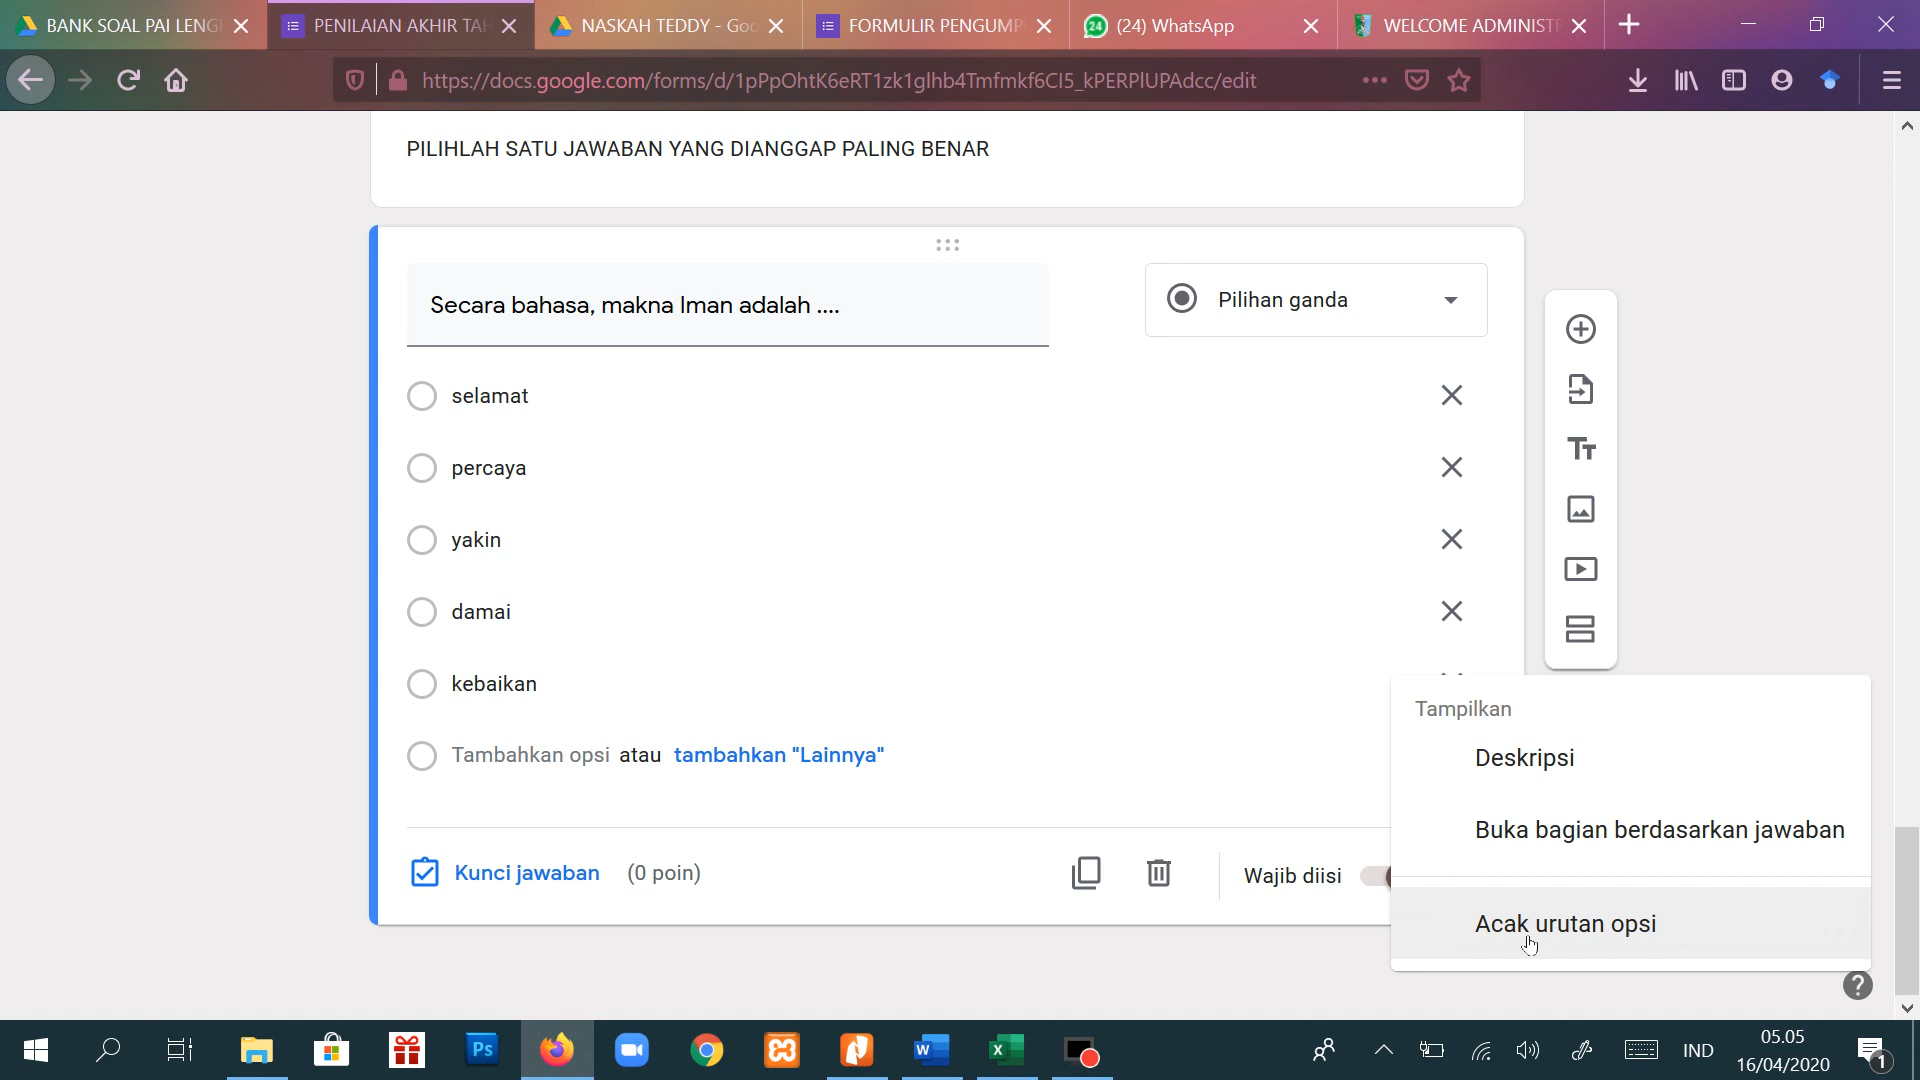 BANK SOAL PAI LENG
PENILAIAN AKHIR TAH
NASKAH TEDDY - Goo
FORMULIR PENGUMP
(24) WhatsApp
WELCOME ADMINIST
https://docs.google.com/forms/d/1pPpOhtK6eRT1zk1glhb4Tmfmkf6CI5_kPERPlUPAdcc/edit
PILIHLAH SATU JAWABAN YANG DIANGGAP PALING BENAR
Secara bahasa, makna Iman adalah ....
Pilihan ganda
selamat
percaya
yakin
damai
kebaikan
Tambahkan opsi atau tambahkan "Lainnya"
Kunci jawaban (0 poin)
Wajib diisi
Tampilkan
Deskripsi
Buka bagian berdasarkan jawaban
Acak urutan opsi
IND
05.05
16/04/2020
1